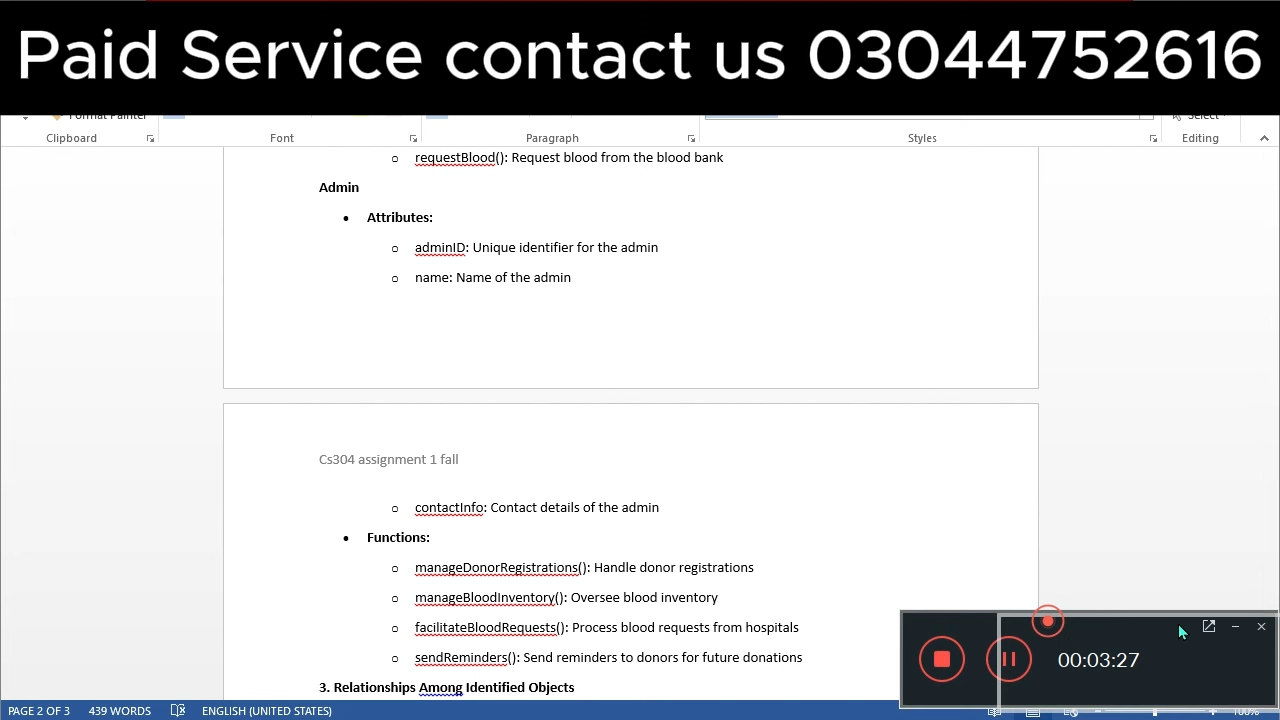 Paid Service contact us 03044752616
Format Painter
Select
Clipboard
Font
Paragraph
Styles
Editing
requestBlood(): Request blood from the blood bank
Admin
Attributes:
adminID: Unique identifier for the admin
name: Name of the admin
Cs304 assignment 1 fall
contactInfo: Contact details of the admin
Functions:
manageDonorRegistrations(): Handle donor registrations
manageBloodInventory(): Oversee blood inventory
facilitateBloodRequests(): Process blood requests from hospitals
sendReminders(): Send reminders to donors for future donations
3. Relationships Among Identified Objects
00:03:27
PAGE 2 OF 3
439 WORDS
ENGLISH (UNITED STATES)
100%